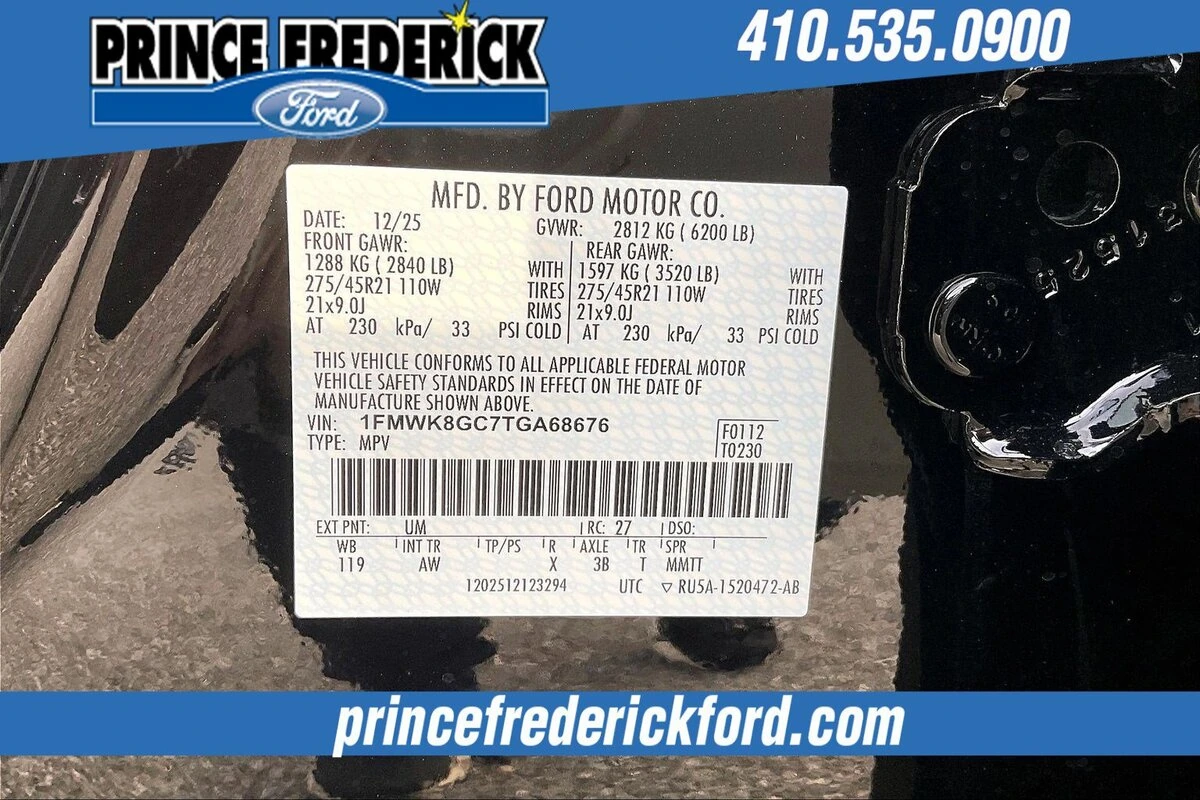 PRINCE FREDERICK
Ford
410.535.0900
MFD. BY FORD MOTOR CO.
DATE: 12/25 GVWR: 2812 KG ( 6200 LB)
FRONT GAWR: REAR GAWR:
1288 KG ( 2840 LB) WITH 1597 KG ( 3520 LB) WITH
275/45R21 110W TIRES 275/45R21 110W TIRES
21x9.0J RIMS 21x9.0J RIMS
AT 230 kPa/ 33 PSI COLD AT 230 kPa/ 33 PSI COLD
THIS VEHICLE CONFORMS TO ALL APPLICABLE FEDERAL MOTOR
VEHICLE SAFETY STANDARDS IN EFFECT ON THE DATE OF
MANUFACTURE SHOWN ABOVE.
VIN: 1FMWK8GC7TGA68676
TYPE: MPV
F0112
T0230
EXT PNT: UM RC: 27 DSO:
WB INT TR TP/PS R AXLE TR SPR
119 AW X 3B T MMTT
1202512123294 UTC ▽ RU5A-1520472-AB
princefrederickford.com